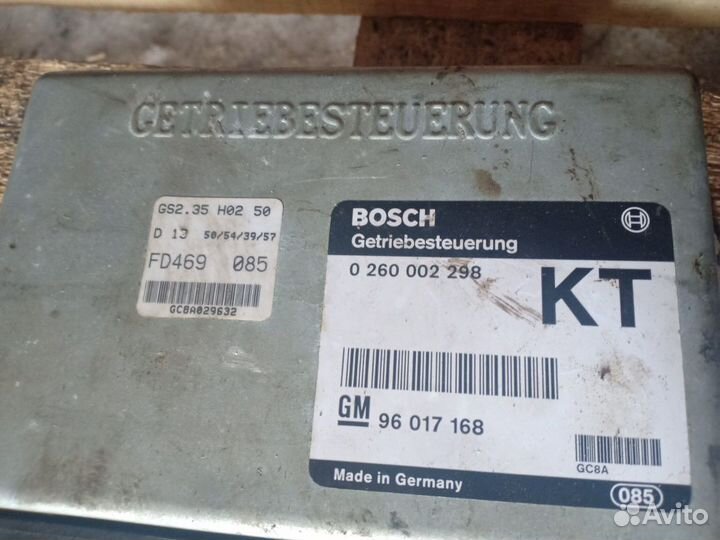 GETRIEBESTEUERUNG
GS2.35 H02 50
D 13 50/54/39/57
FD469 085
GC8A029632
BOSCH
Getriebesteuerung
0 260 002 298
KT
GM 96 017 168
GC8A
Made in Germany
085
Avito